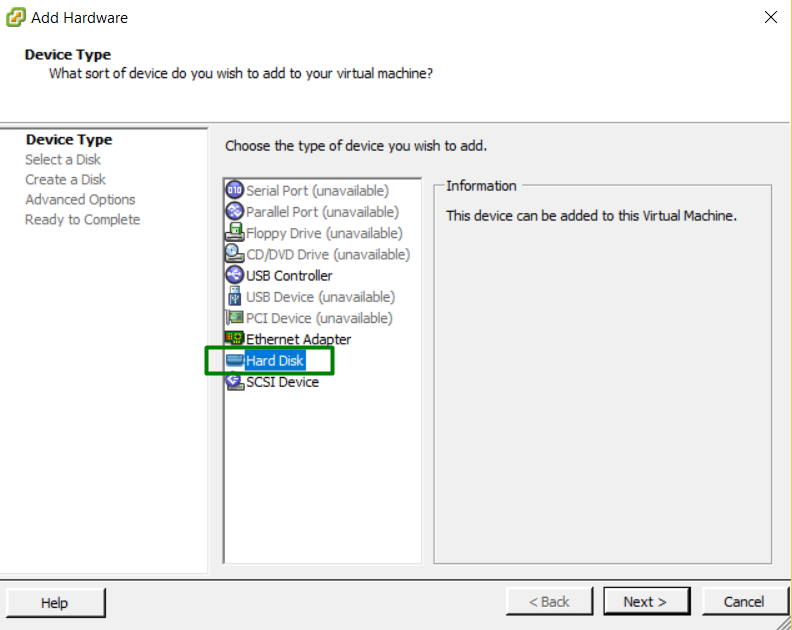 Add Hardware
Device Type
What sort of device do you wish to add to your virtual machine?
Device Type
Select a Disk
Create a Disk
Advanced Options
Ready to Complete
Choose the type of device you wish to add.
Serial Port (unavailable)
Parallel Port (unavailable)
Floppy Drive (unavailable)
CD/DVD Drive (unavailable)
USB Controller
USB Device (unavailable)
PCI Device (unavailable)
Ethernet Adapter
Hard Disk
SCSI Device
Information
This device can be added to this Virtual Machine.
Help
< Back
Next >
Cancel